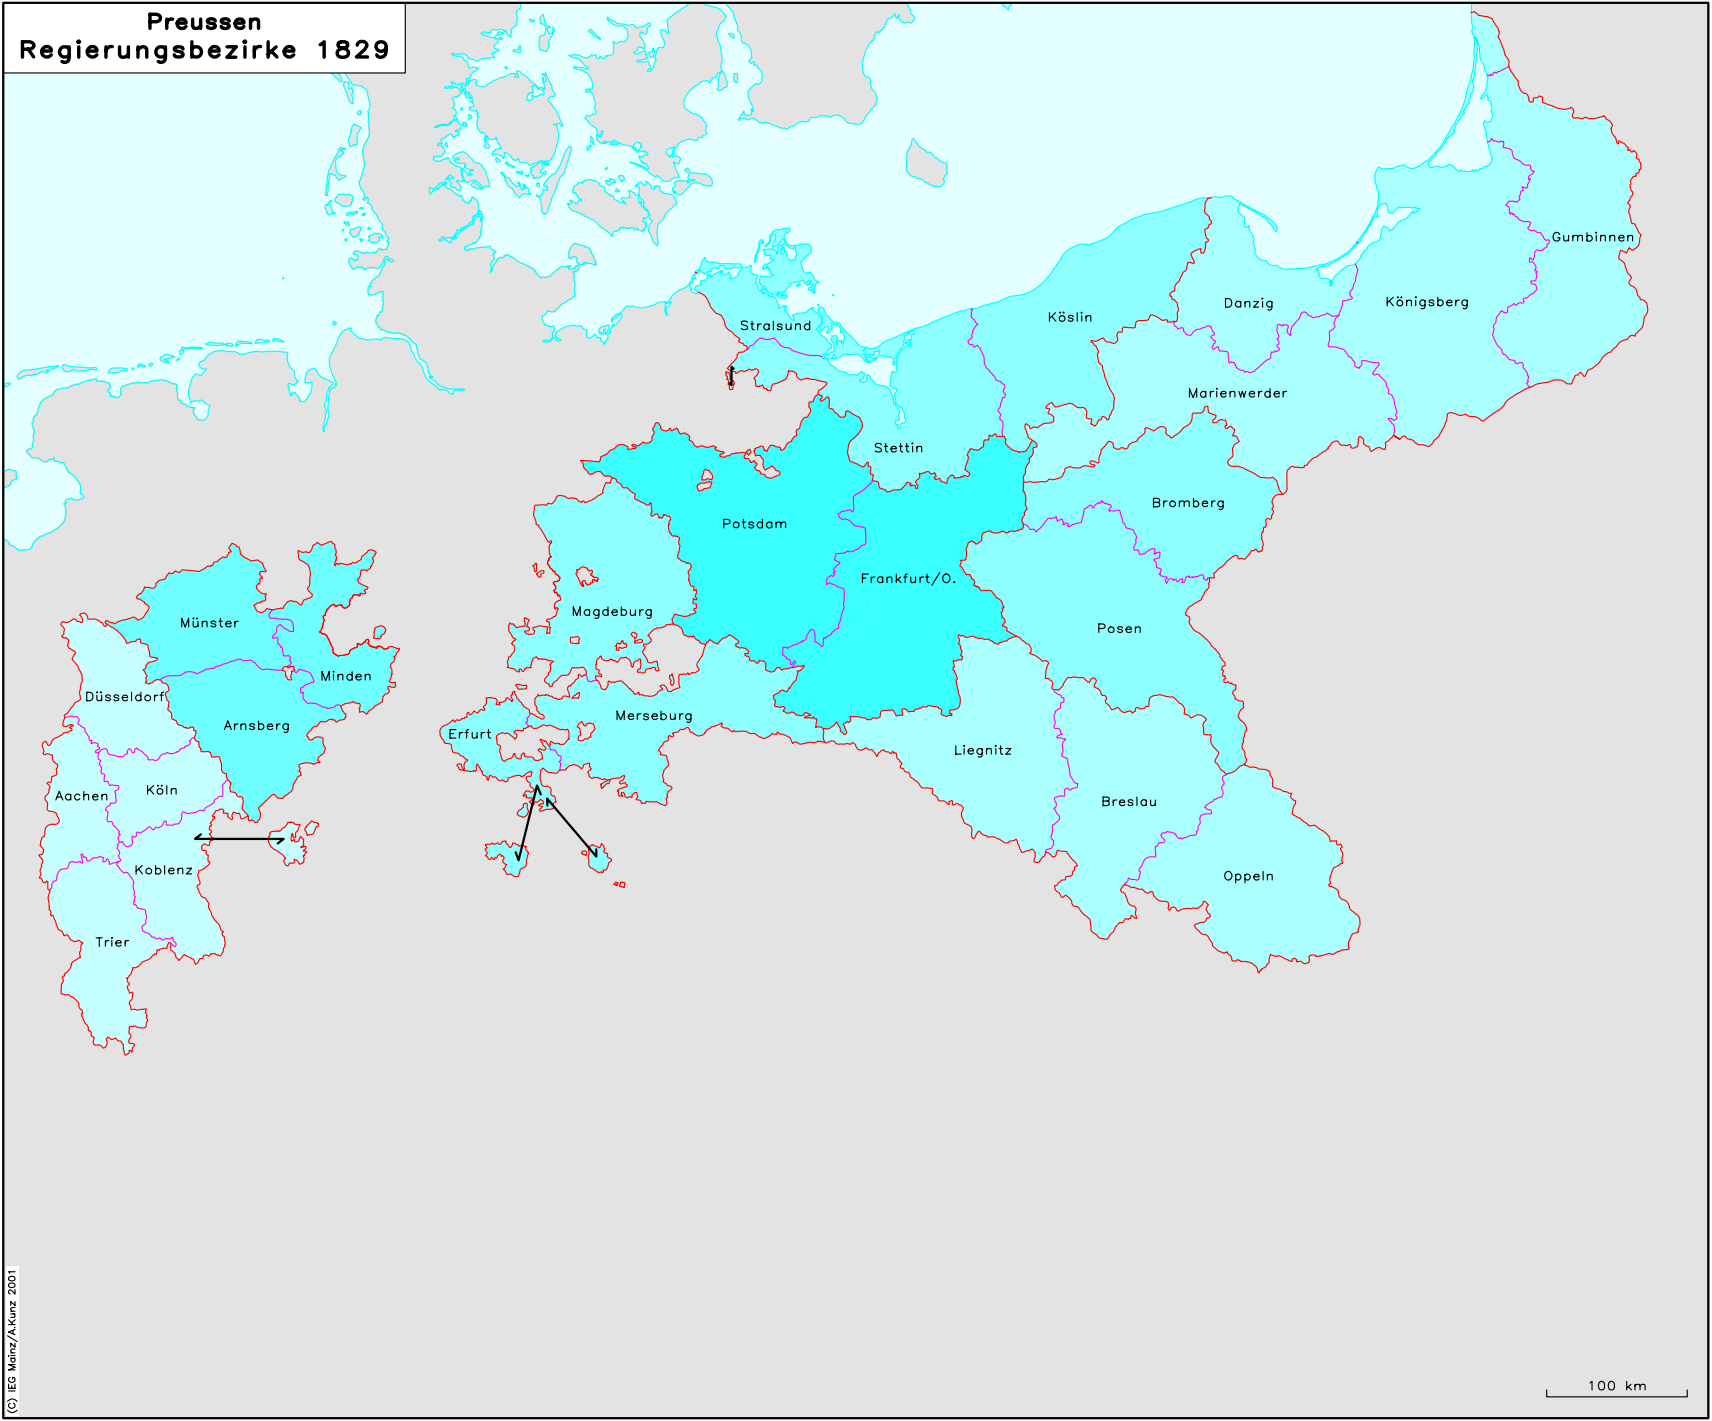 Preussen
Regierungsbezirke 1829
Gumbinnen
Königsberg
Danzig
Köslin
Stralsund
Marienwerder
Stettin
Bromberg
Potsdam
Frankfurt/O.
Magdeburg
Münster
Posen
Minden
Düsseldorf
Merseburg
Arnsberg
Erfurt
Liegnitz
Köln
Aachen
Breslau
Koblenz
Oppeln
Trier
(C) IEG Mainz/A.Kunz 2001
100 km